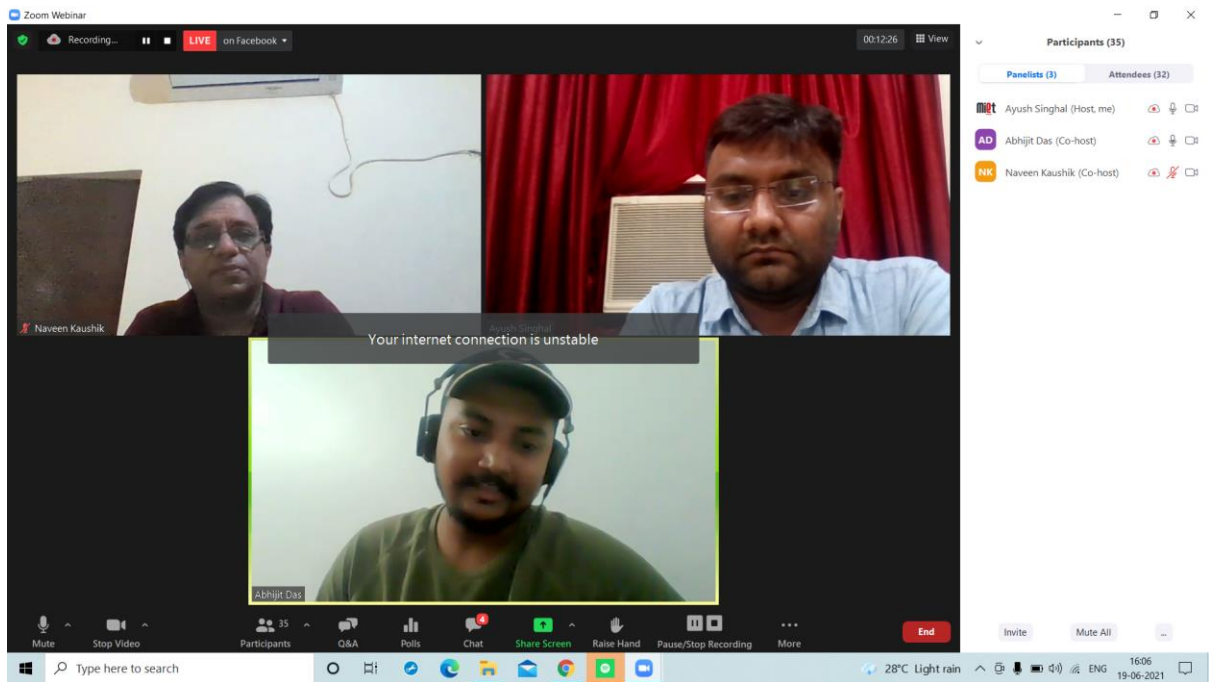 Zoom Webinar
Recording...
LIVE on Facebook
00:12:26
View
Participants (35)
Panelists (3)
Attendees (32)
miet Ayush Singhal (Host, me)
AD Abhijit Das (Co-host)
NK Naveen Kaushik (Co-host)
Naveen Kaushik
Ayush Singhal
Your internet connection is unstable
Abhijit Das
Mute
Stop Video
35
Participants
Q&A
Polls
4
Chat
Share Screen
Raise Hand
Pause/Stop Recording
More
End
Invite
Mute All
...
Type here to search
28°C Light rain
ENG
16:06
19-06-2021